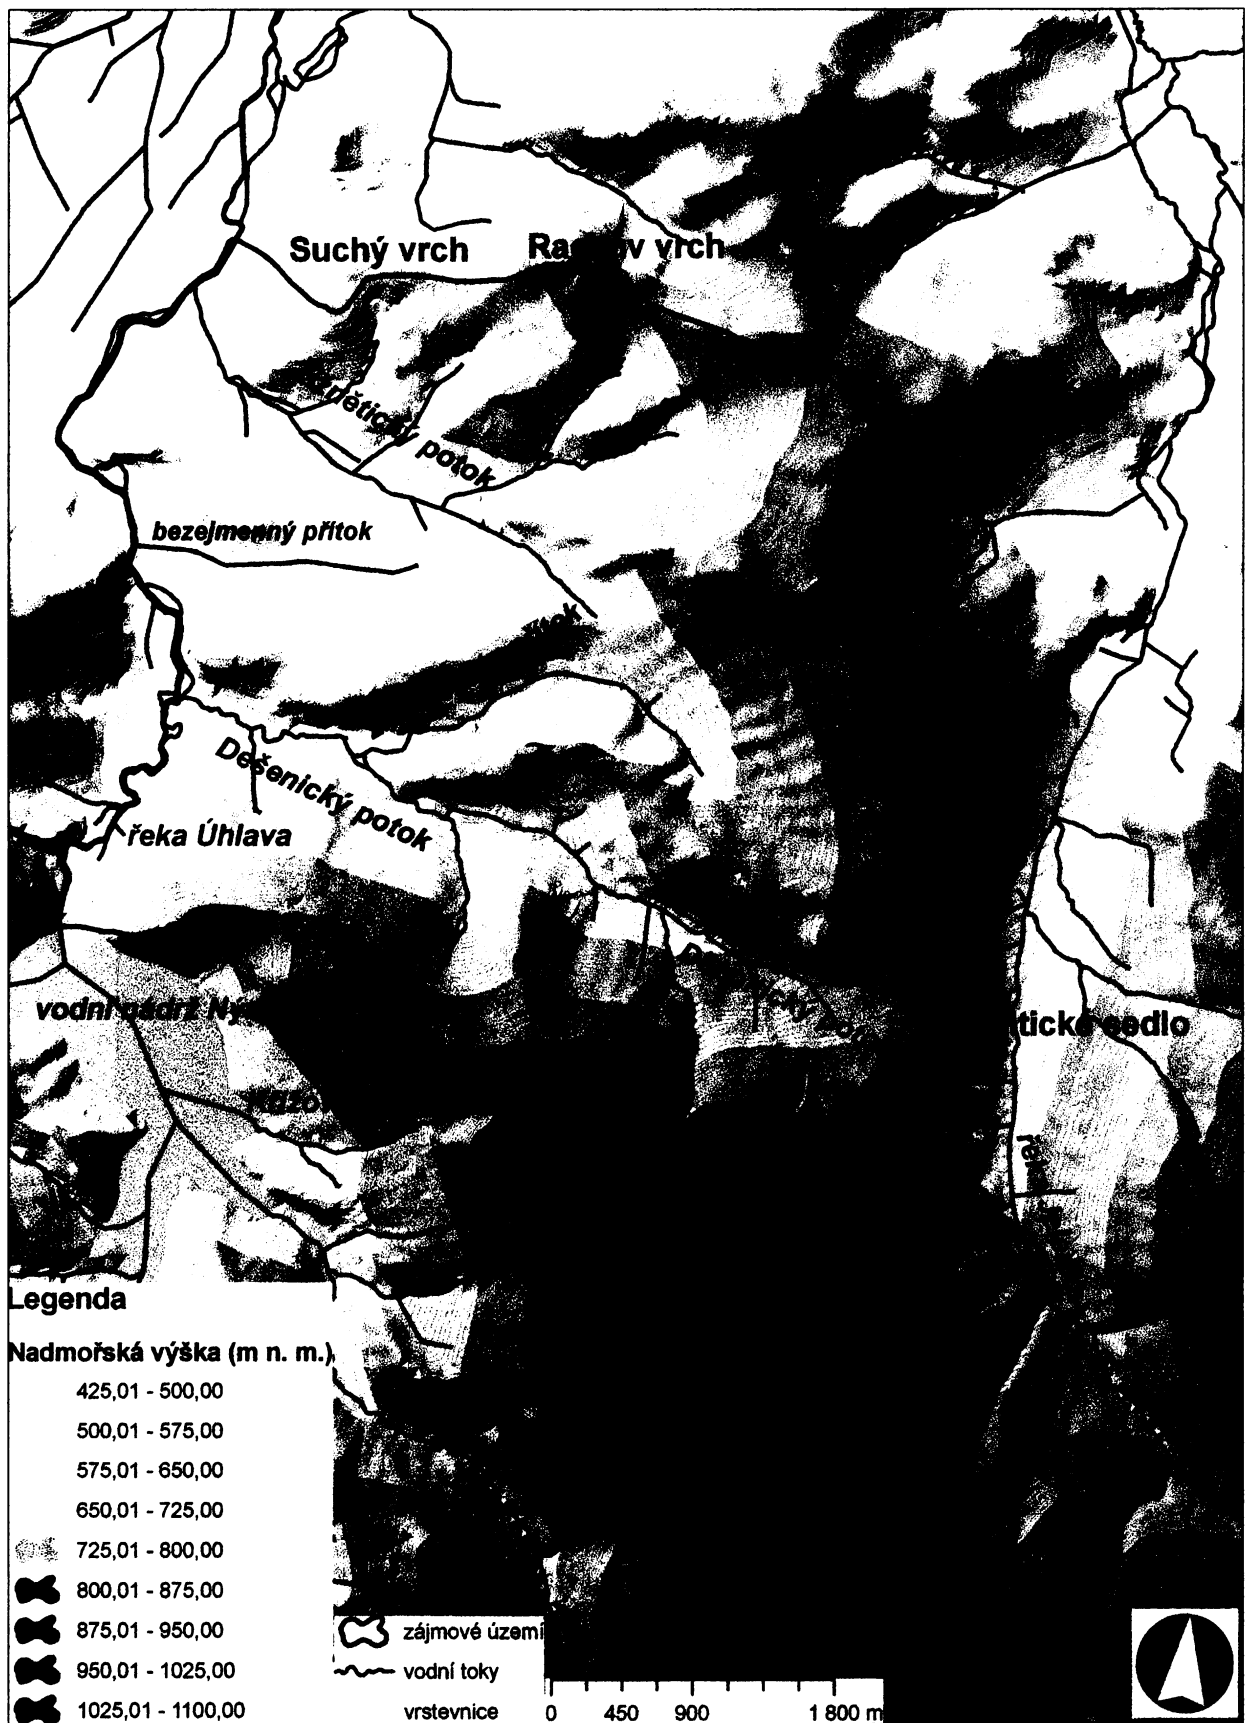 Suchý vrch
vrch
potok
bezejmenný přítok
Dešenický potok
řeka Úhlava
vodní nádrž
sedlo
Legenda
Nadmořská výška (m n. m.)
425,01 - 500,00
500,01 - 575,00
575,01 - 650,00
650,01 - 725,00
725,01 - 800,00
800,01 - 875,00
875,01 - 950,00
950,01 - 1025,00
1025,01 - 1100,00
zájmové území
vodní toky
vrstevnice
0 450 900 1 800 m